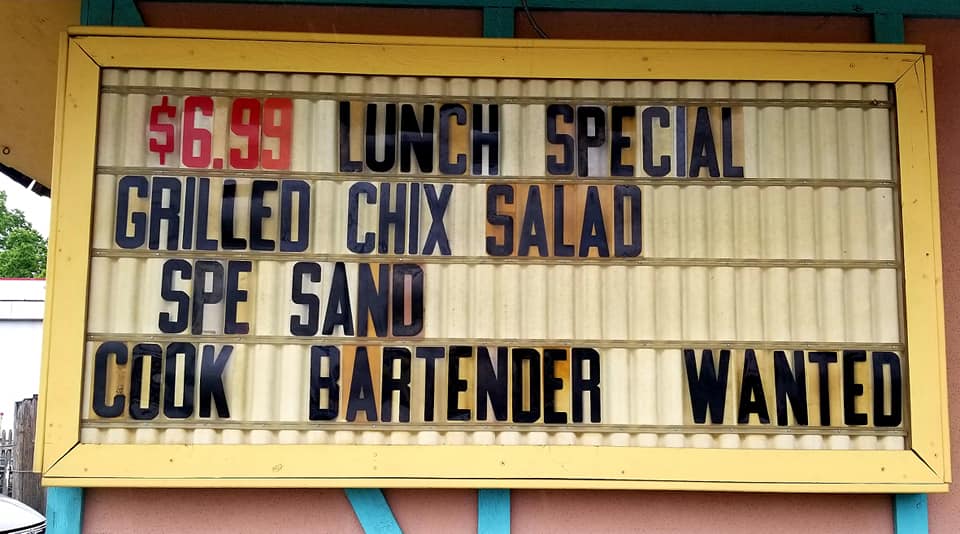 $6.99 LUNCH SPECIAL
GRILLED CHIX SALAD
SPE SAND
COOK BARTENDER WANTED